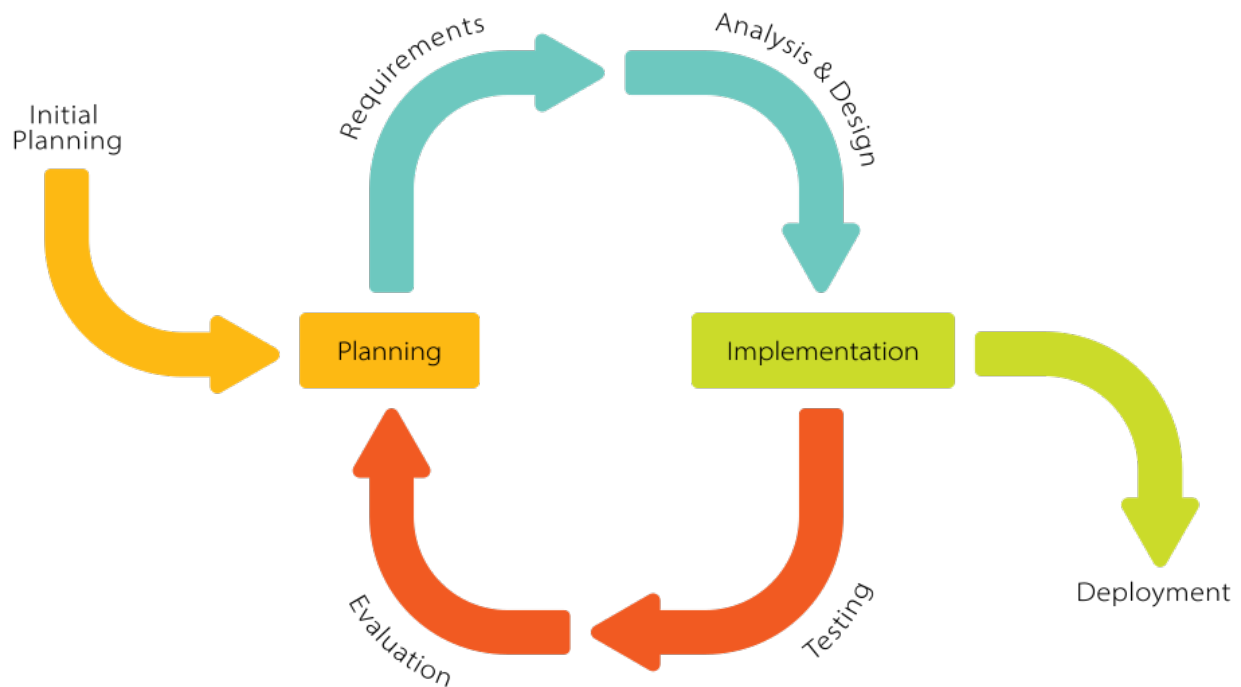 Initial
Planning
Requirements
Analysis & Design
Planning
Implementation
Evaluation
Testing
Deployment